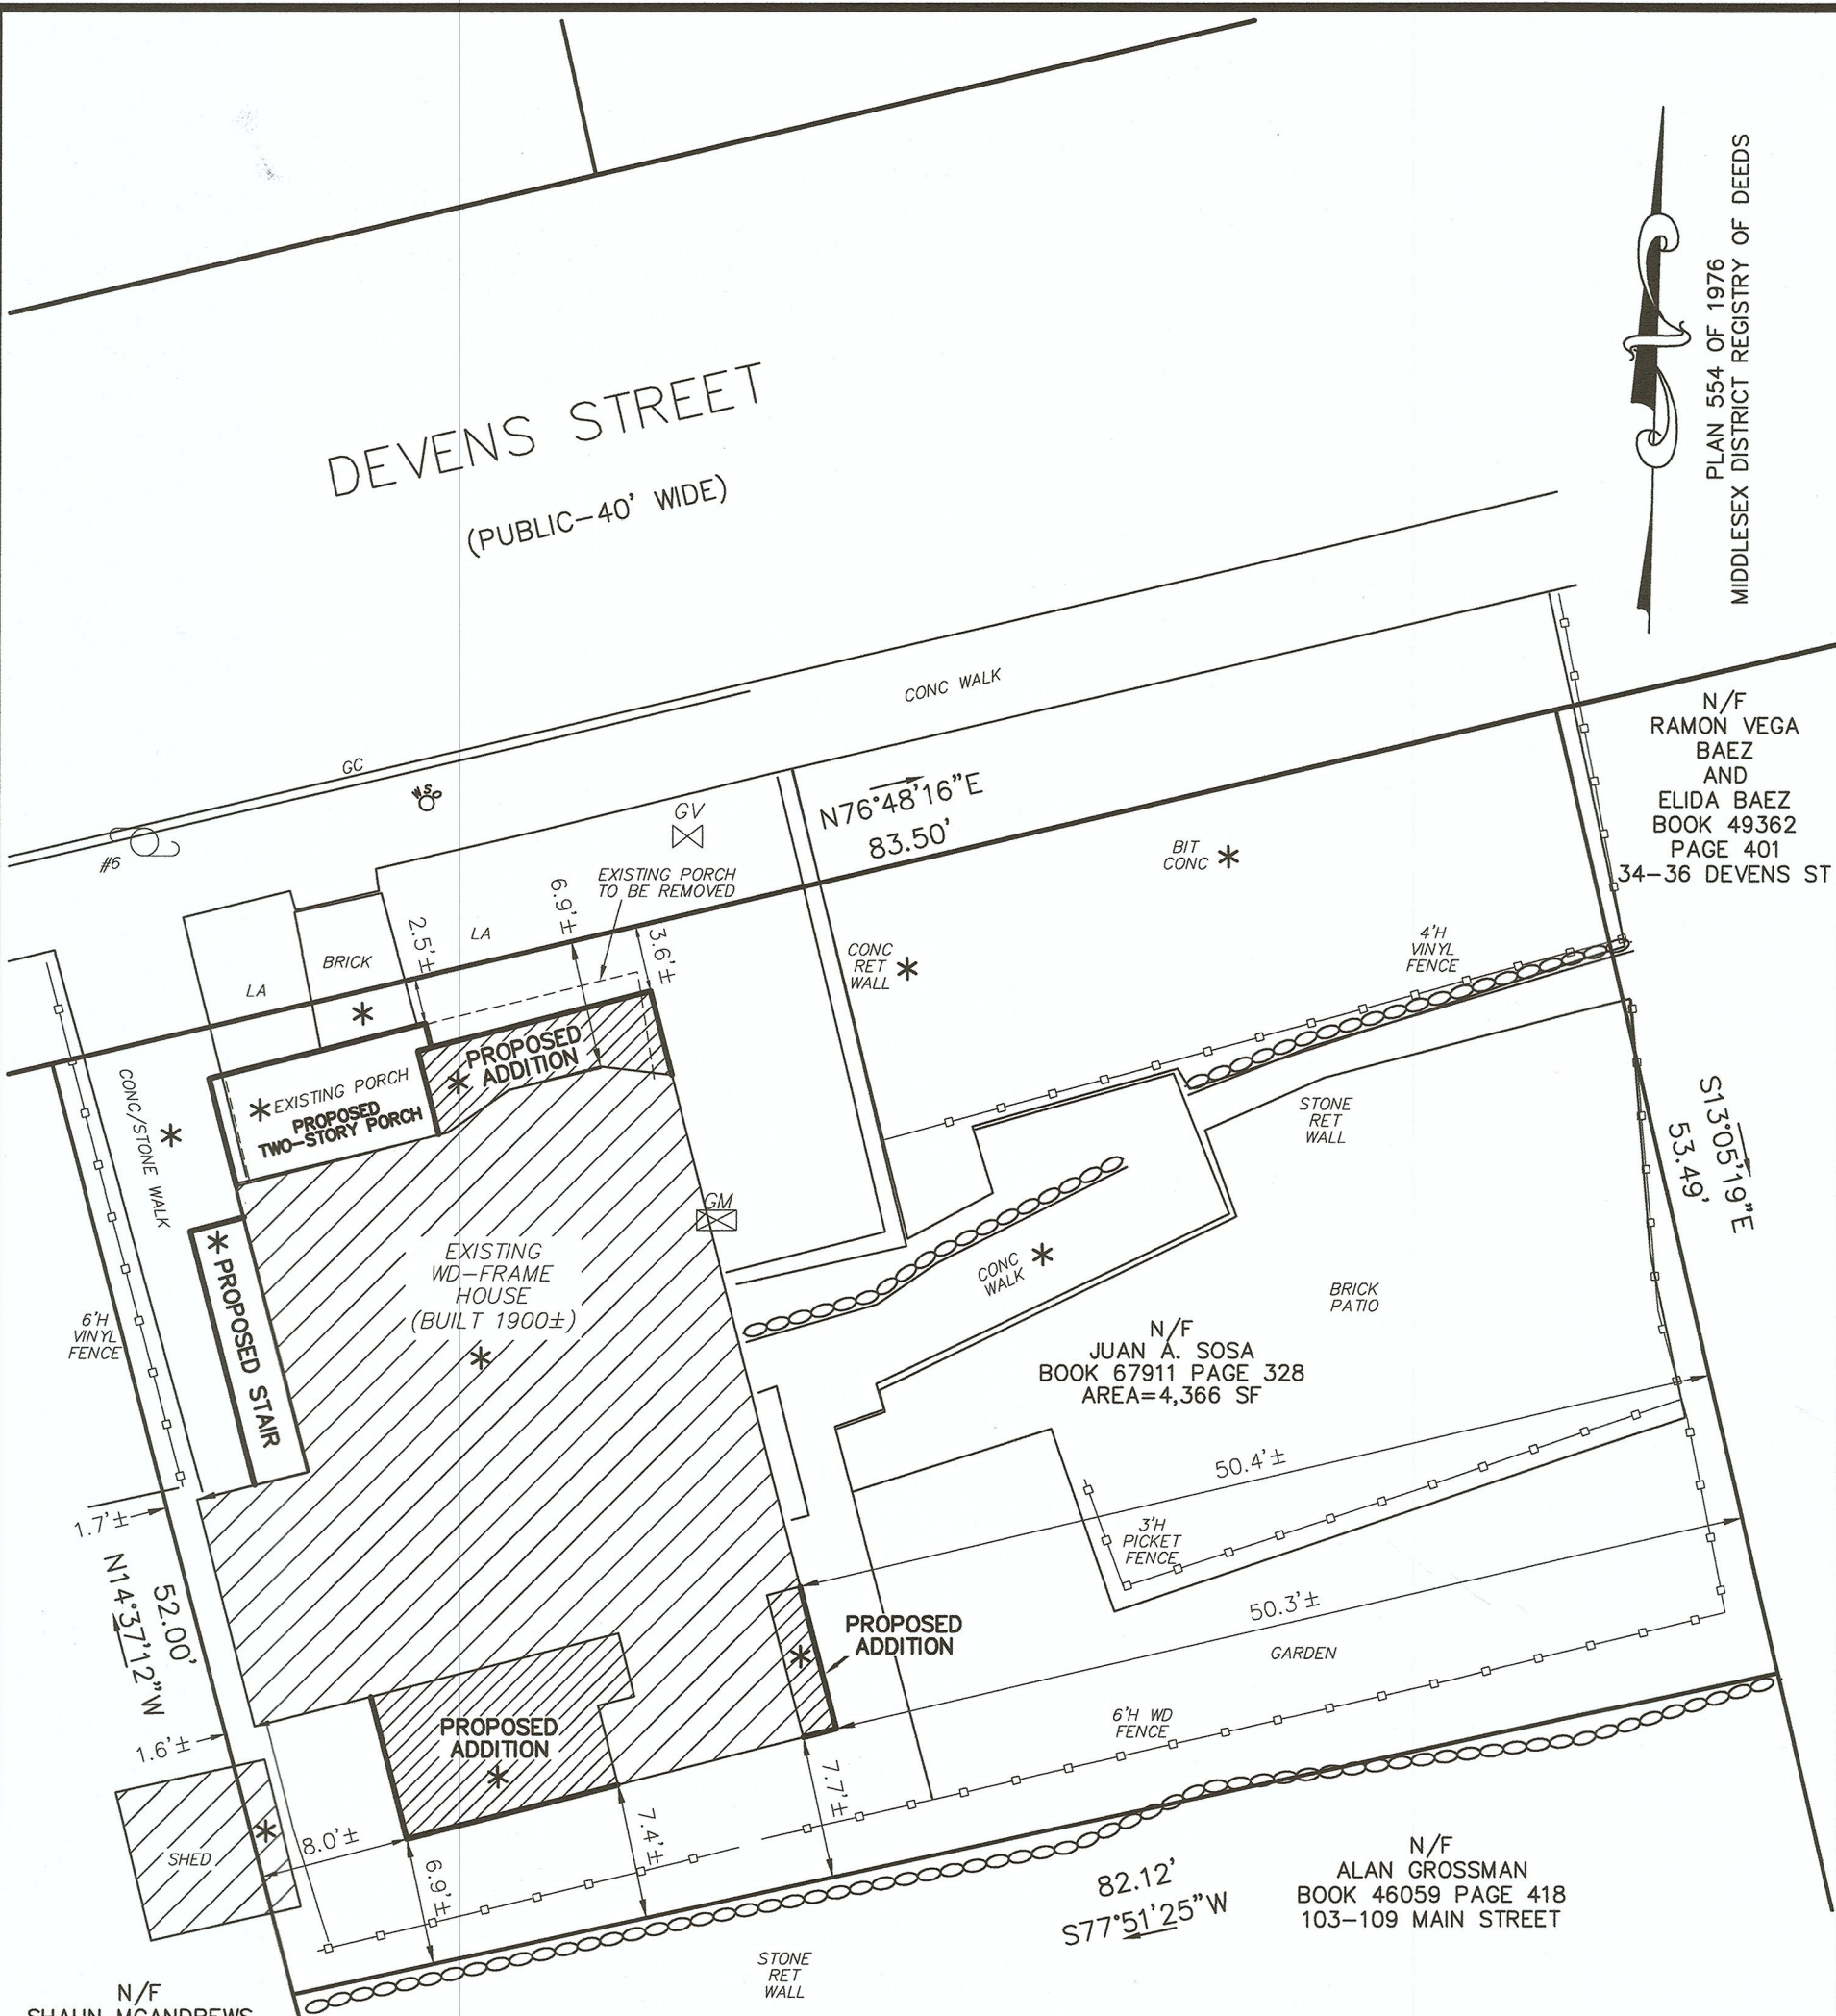 DEVENS STREET
(PUBLIC-40' WIDE)
PLAN 554 OF 1976
MIDDLESEX DISTRICT REGISTRY OF DEEDS
CONC WALK
N/F
RAMON VEGA
BAEZ
AND
ELIDA BAEZ
BOOK 49362
PAGE 401
34-36 DEVENS ST
GC
WSO
#6
GV
N76°48'16"E
83.50'
BIT
CONC *
EXISTING PORCH
TO BE REMOVED
6.9'±
2.5'±
3.6'±
LA
BRICK
LA
*
CONC
RET
WALL *
4'H
VINYL
FENCE
PROPOSED
* ADDITION
* EXISTING PORCH
PROPOSED
TWO-STORY PORCH
CONC/STONE WALK *
STONE
RET
WALL
S13°05'19"E
53.49'
GM
* PROPOSED STAIR
EXISTING
WD-FRAME
HOUSE
(BUILT 1900±)
*
6'H
VINYL
FENCE
CONC
WALK *
BRICK
PATIO
N/F
JUAN A. SOSA
BOOK 67911 PAGE 328
AREA=4,366 SF
50.4'±
1.7'±
3'H
PICKET
FENCE
52.00'
N14°37'12"W
50.3'±
PROPOSED
ADDITION
*
GARDEN
1.6'±
PROPOSED
ADDITION
*
6'H WD
FENCE
7.7'±
7.4'±
8.0'±
6.9'±
SHED
*
82.12'
S77°51'25"W
N/F
ALAN GROSSMAN
BOOK 46059 PAGE 418
103-109 MAIN STREET
STONE
RET
WALL
N/F
SHAUN MCANDREWS